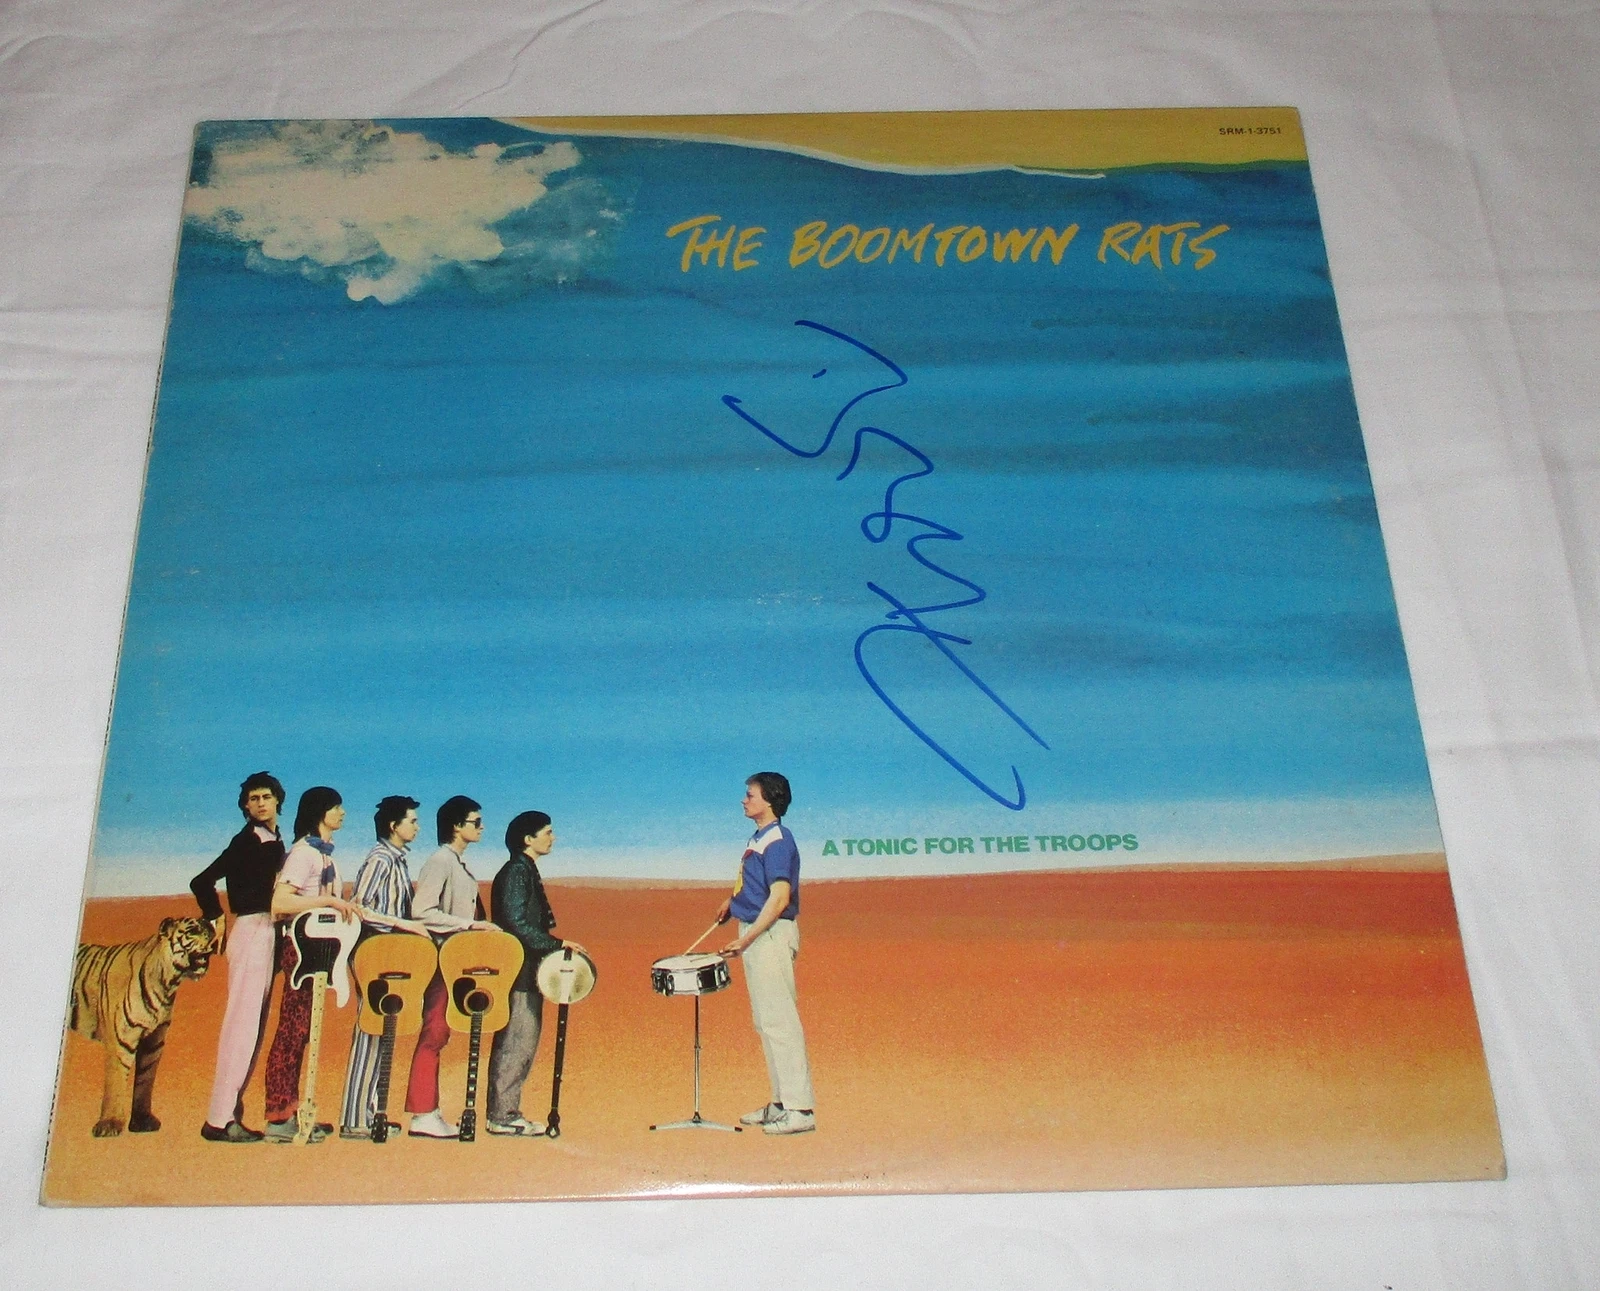 SRM-1-3751
THE BOOMTOWN RATS
A TONIC FOR THE TROOPS